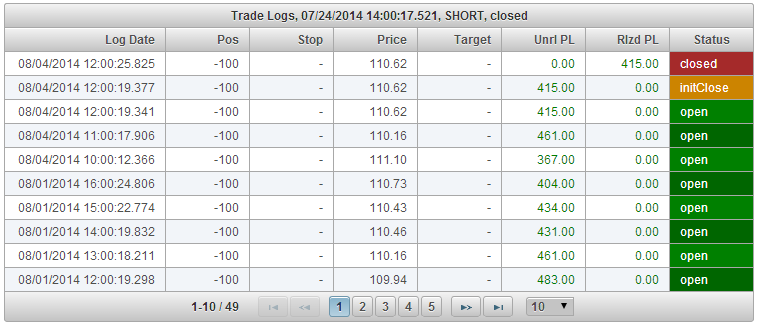 Trade Logs, 07/24/2014 14:00:17.521, SHORT, closed
Log Date Pos Stop Price Target Unrl PL Rlzd PL Status
08/04/2014 12:00:25.825 -100 - 110.62 - 0.00 415.00 closed
08/04/2014 12:00:19.377 -100 - 110.62 - 415.00 0.00 initClose
08/04/2014 12:00:19.341 -100 - 110.62 - 415.00 0.00 open
08/04/2014 11:00:17.906 -100 - 110.16 - 461.00 0.00 open
08/04/2014 10:00:12.366 -100 - 111.10 - 367.00 0.00 open
08/01/2014 16:00:24.806 -100 - 110.73 - 404.00 0.00 open
08/01/2014 15:00:22.774 -100 - 110.43 - 434.00 0.00 open
08/01/2014 14:00:19.832 -100 - 110.46 - 431.00 0.00 open
08/01/2014 13:00:18.211 -100 - 110.16 - 461.00 0.00 open
08/01/2014 12:00:19.298 -100 - 109.94 - 483.00 0.00 open
1-10 / 49 1 2 3 4 5 10